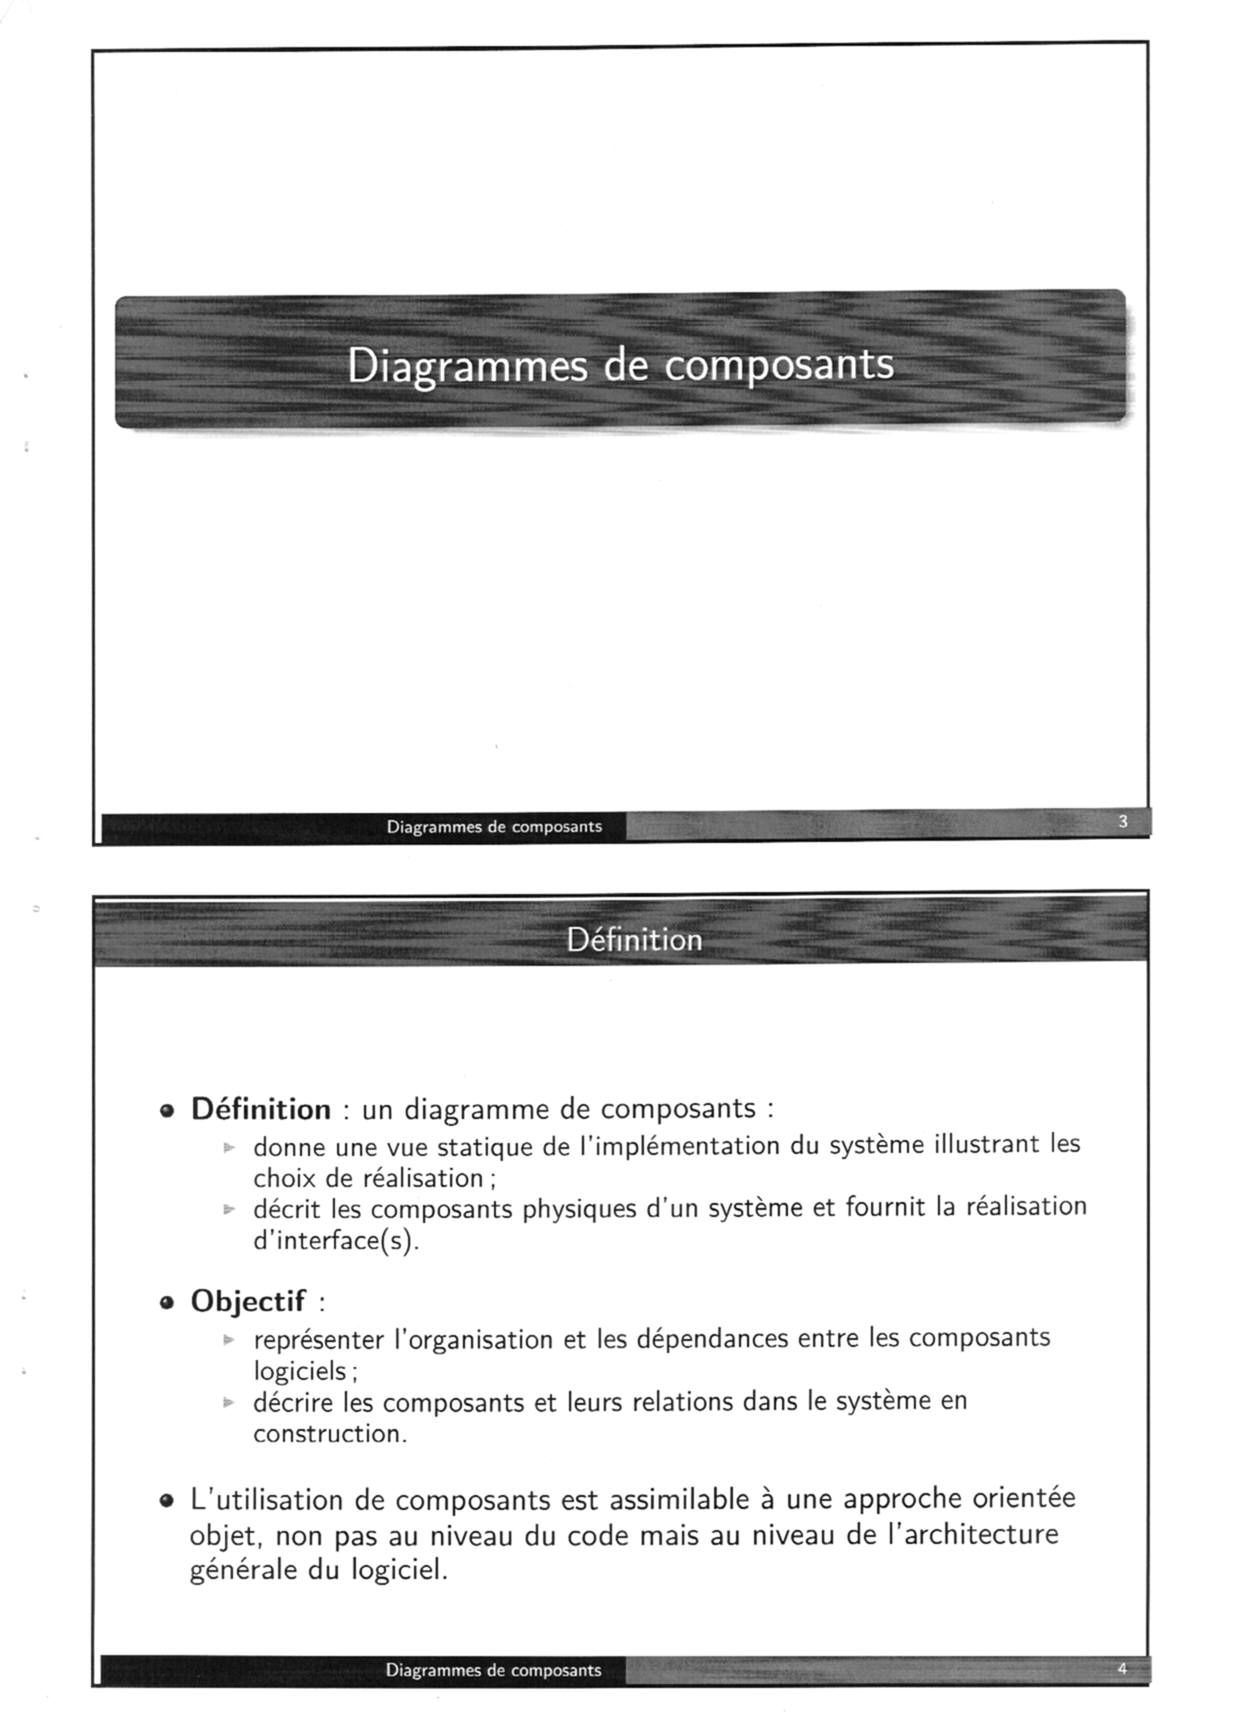 Diagrammes de composants
Diagrammes de composants 3
Définition
• Définition : un diagramme de composants :
► donne une vue statique de l'implémentation du système illustrant les
choix de réalisation ;
► décrit les composants physiques d'un système et fournit la réalisation
d'interface(s).
• Objectif :
► représenter l'organisation et les dépendances entre les composants
logiciels ;
► décrire les composants et leurs relations dans le système en
construction.
• L'utilisation de composants est assimilable à une approche orientée
objet, non pas au niveau du code mais au niveau de l'architecture
générale du logiciel.
Diagrammes de composants 4